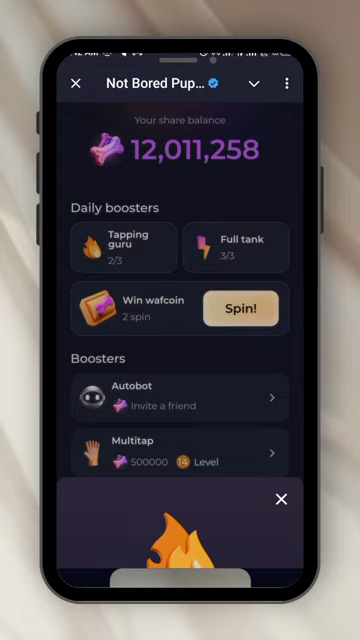 Not Bored Pup...
Your share balance
12,011,258
Daily boosters
Tapping
guru
2/3
Full tank
3/3
Win wafcoin
2 spin
Spin!
Boosters
Autobot
Invite a friend
Multitap
500000 14 Level